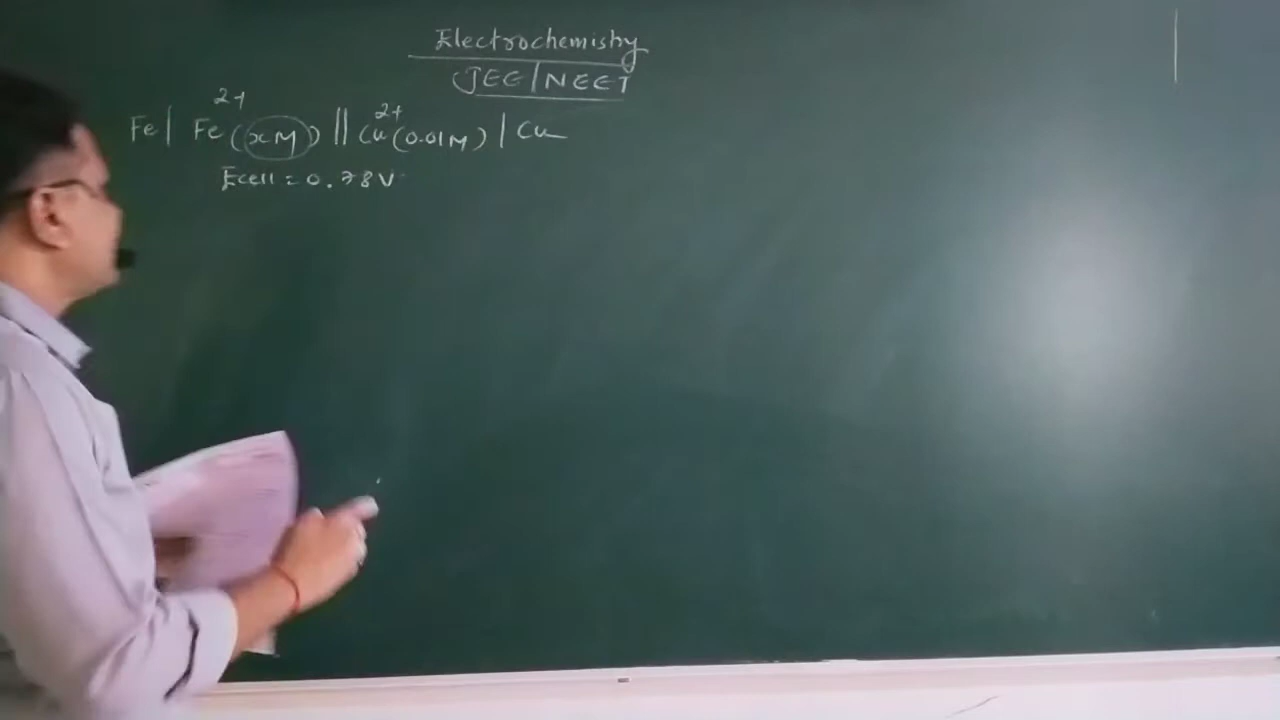 Electrochemistry
JEE/NEET
Fe | Fe²⁺(xM) || Cu²⁺(0.01M) | Cu
Ecell = 0.78V